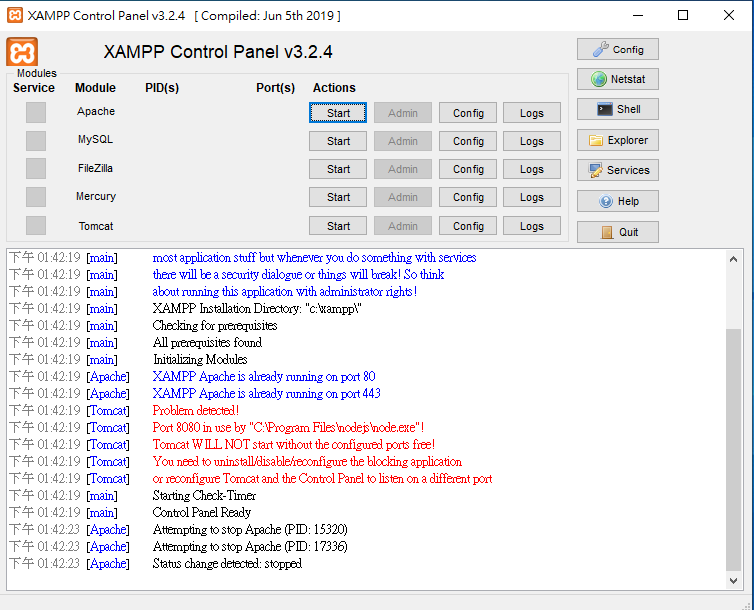 XAMPP Control Panel v3.2.4 [ Compiled: Jun 5th 2019 ]
XAMPP Control Panel v3.2.4
Config
Netstat
Shell
Explorer
Services
Help
Quit
Modules
Service Module PID(s) Port(s) Actions
Apache Start Admin Config Logs
MySQL Start Admin Config Logs
FileZilla Start Admin Config Logs
Mercury Start Admin Config Logs
Tomcat Start Admin Config Logs
下午 01:42:19 [main] most application stuff but whenever you do something with services
下午 01:42:19 [main] there will be a security dialogue or things will break! So think
下午 01:42:19 [main] about running this application with administrator rights!
下午 01:42:19 [main] XAMPP Installation Directory: "c:\xampp\"
下午 01:42:19 [main] Checking for prerequisites
下午 01:42:19 [main] All prerequisites found
下午 01:42:19 [main] Initializing Modules
下午 01:42:19 [Apache] XAMPP Apache is already running on port 80
下午 01:42:19 [Apache] XAMPP Apache is already running on port 443
下午 01:42:19 [Tomcat] Problem detected!
下午 01:42:19 [Tomcat] Port 8080 in use by "C:\Program Files\nodejs\node.exe"!
下午 01:42:19 [Tomcat] Tomcat WILL NOT start without the configured ports free!
下午 01:42:19 [Tomcat] You need to uninstall/disable/reconfigure the blocking application
下午 01:42:19 [Tomcat] or reconfigure Tomcat and the Control Panel to listen on a different port
下午 01:42:19 [main] Starting Check-Timer
下午 01:42:19 [main] Control Panel Ready
下午 01:42:23 [Apache] Attempting to stop Apache (PID: 15320)
下午 01:42:23 [Apache] Attempting to stop Apache (PID: 17336)
下午 01:42:23 [Apache] Status change detected: stopped